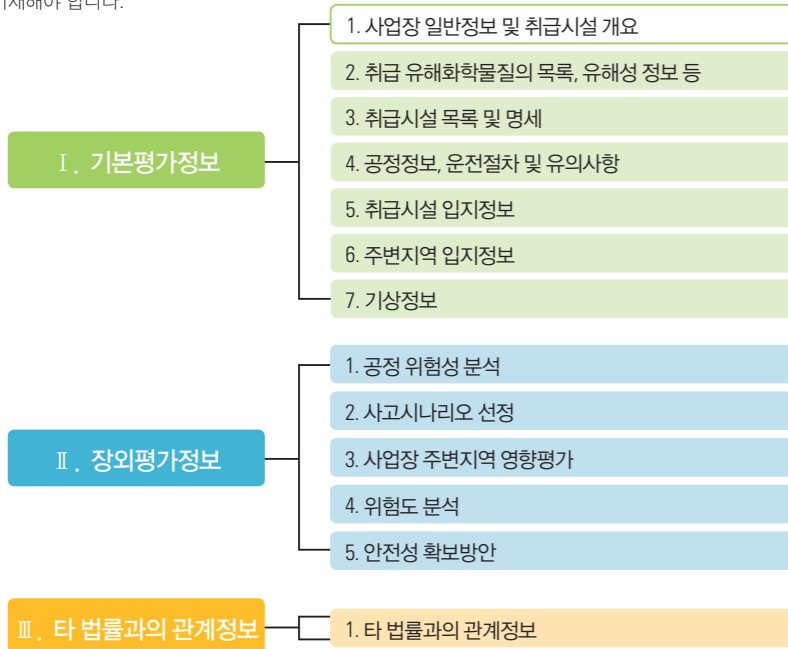 기재해야 합니다.
Ⅰ. 기본평가정보
1. 사업장 일반정보 및 취급시설 개요
2. 취급 유해화학물질의 목록, 유해성 정보 등
3. 취급시설 목록 및 명세
4. 공정정보, 운전절차 및 유의사항
5. 취급시설 입지정보
6. 주변지역 입지정보
7. 기상정보
Ⅱ. 장외평가정보
1. 공정 위험성 분석
2. 사고시나리오 선정
3. 사업장 주변지역 영향평가
4. 위험도 분석
5. 안전성 확보방안
Ⅲ. 타 법률과의 관계정보
1. 타 법률과의 관계정보